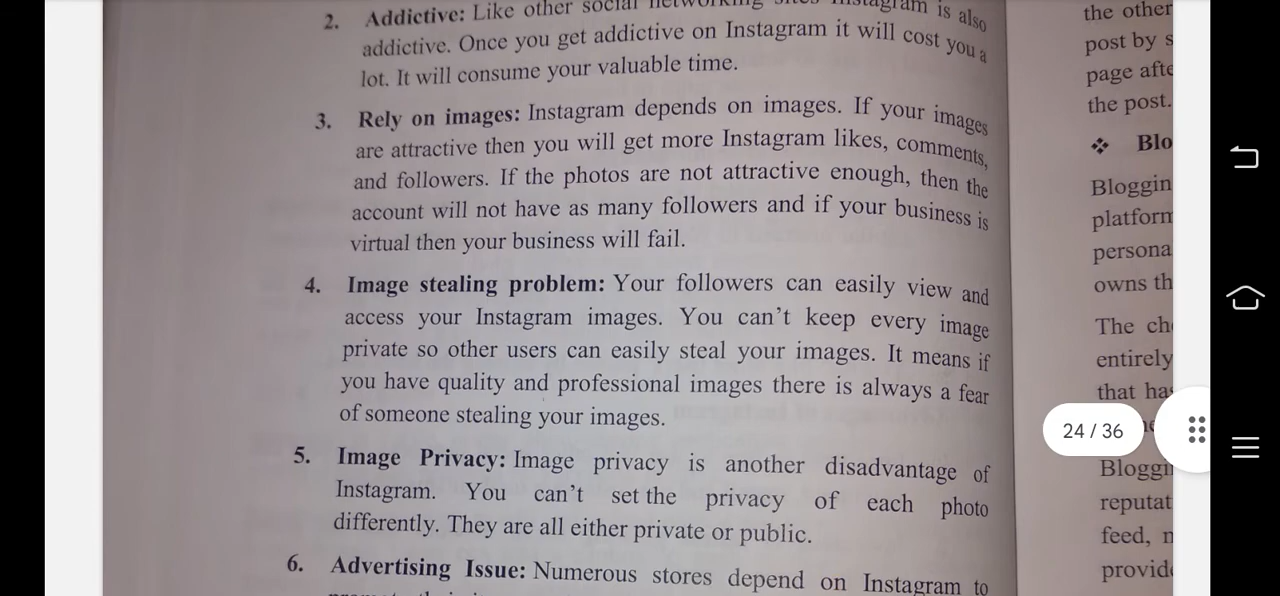 2. Addictive: Like other social networking sites Instagram is also
addictive. Once you get addictive on Instagram it will cost you a
lot. It will consume your valuable time.
3. Rely on images: Instagram depends on images. If your images
are attractive then you will get more Instagram likes, comments,
and followers. If the photos are not attractive enough, then the
account will not have as many followers and if your business is
virtual then your business will fail.
4. Image stealing problem: Your followers can easily view and
access your Instagram images. You can't keep every image
private so other users can easily steal your images. It means if
you have quality and professional images there is always a fear
of someone stealing your images.
5. Image Privacy: Image privacy is another disadvantage of
Instagram. You can't set the privacy of each photo
differently. They are all either private or public.
6. Advertising Issue: Numerous stores depend on Instagram to
the other
post by s
page afte
the post.
❖ Blo
Bloggin
platform
persona
owns th
The ch
entirely
that has
24 / 36
Bloggi
reputat
feed, n
provide